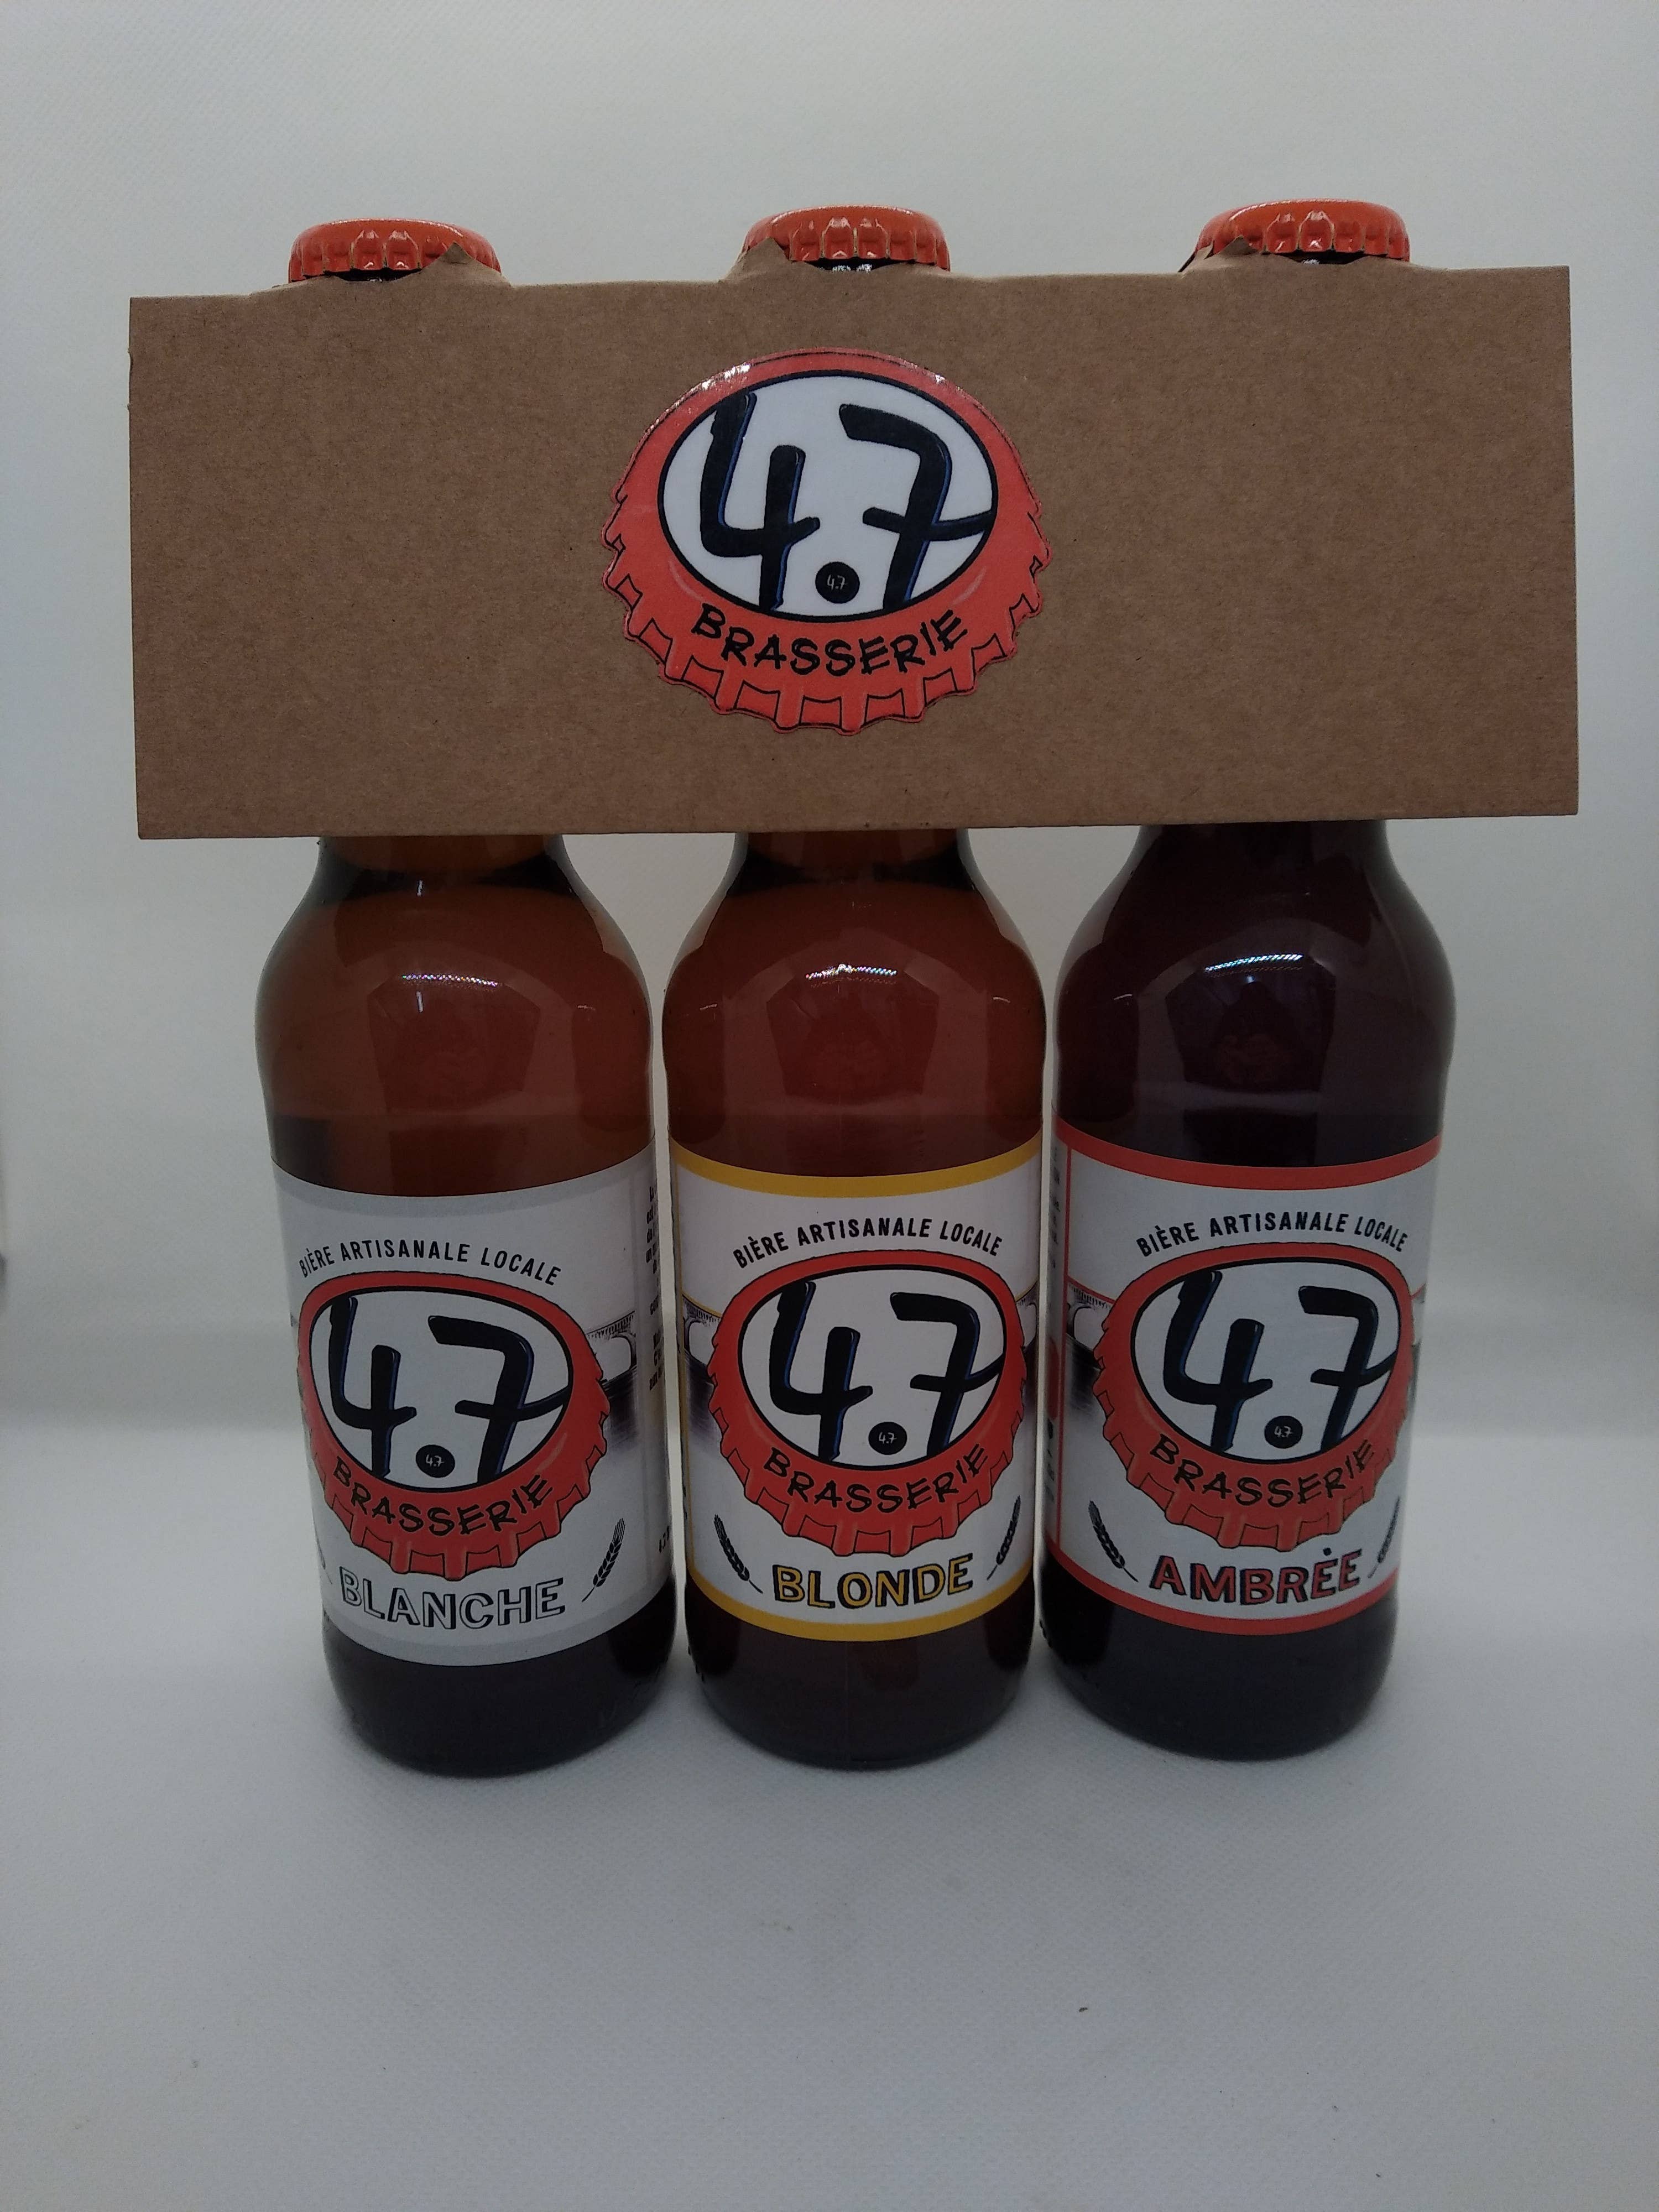 4.7
4.7
BRASSERIE
BIÈRE ARTISANALE LOCALE
4.7
4.7
BRASSERIE
BLANCHE
BIÈRE ARTISANALE LOCALE
4.7
4.7
BRASSERIE
BLONDE
BIÈRE ARTISANALE LOCALE
4.7
4.7
BRASSERIE
AMBRÈE